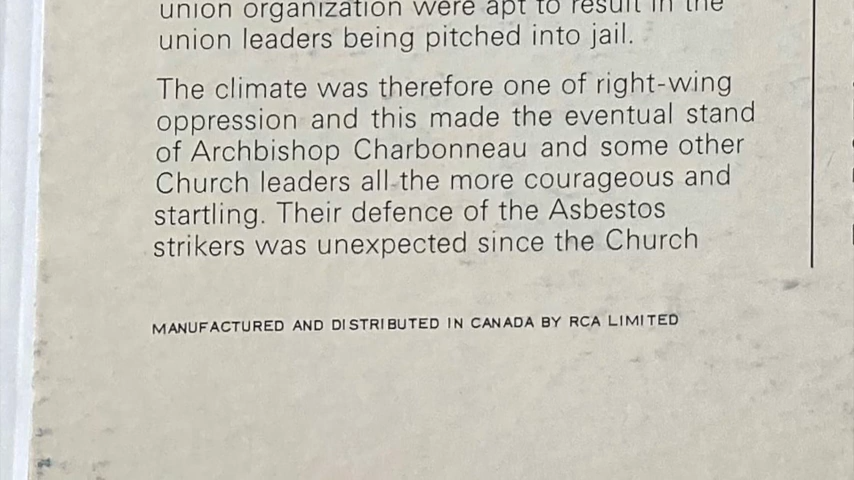 union organization were apt to result in the
union leaders being pitched into jail.
The climate was therefore one of right-wing
oppression and this made the eventual stand
of Archbishop Charbonneau and some other
Church leaders all the more courageous and
startling. Their defence of the Asbestos
strikers was unexpected since the Church
MANUFACTURED AND DISTRIBUTED IN CANADA BY RCA LIMITED